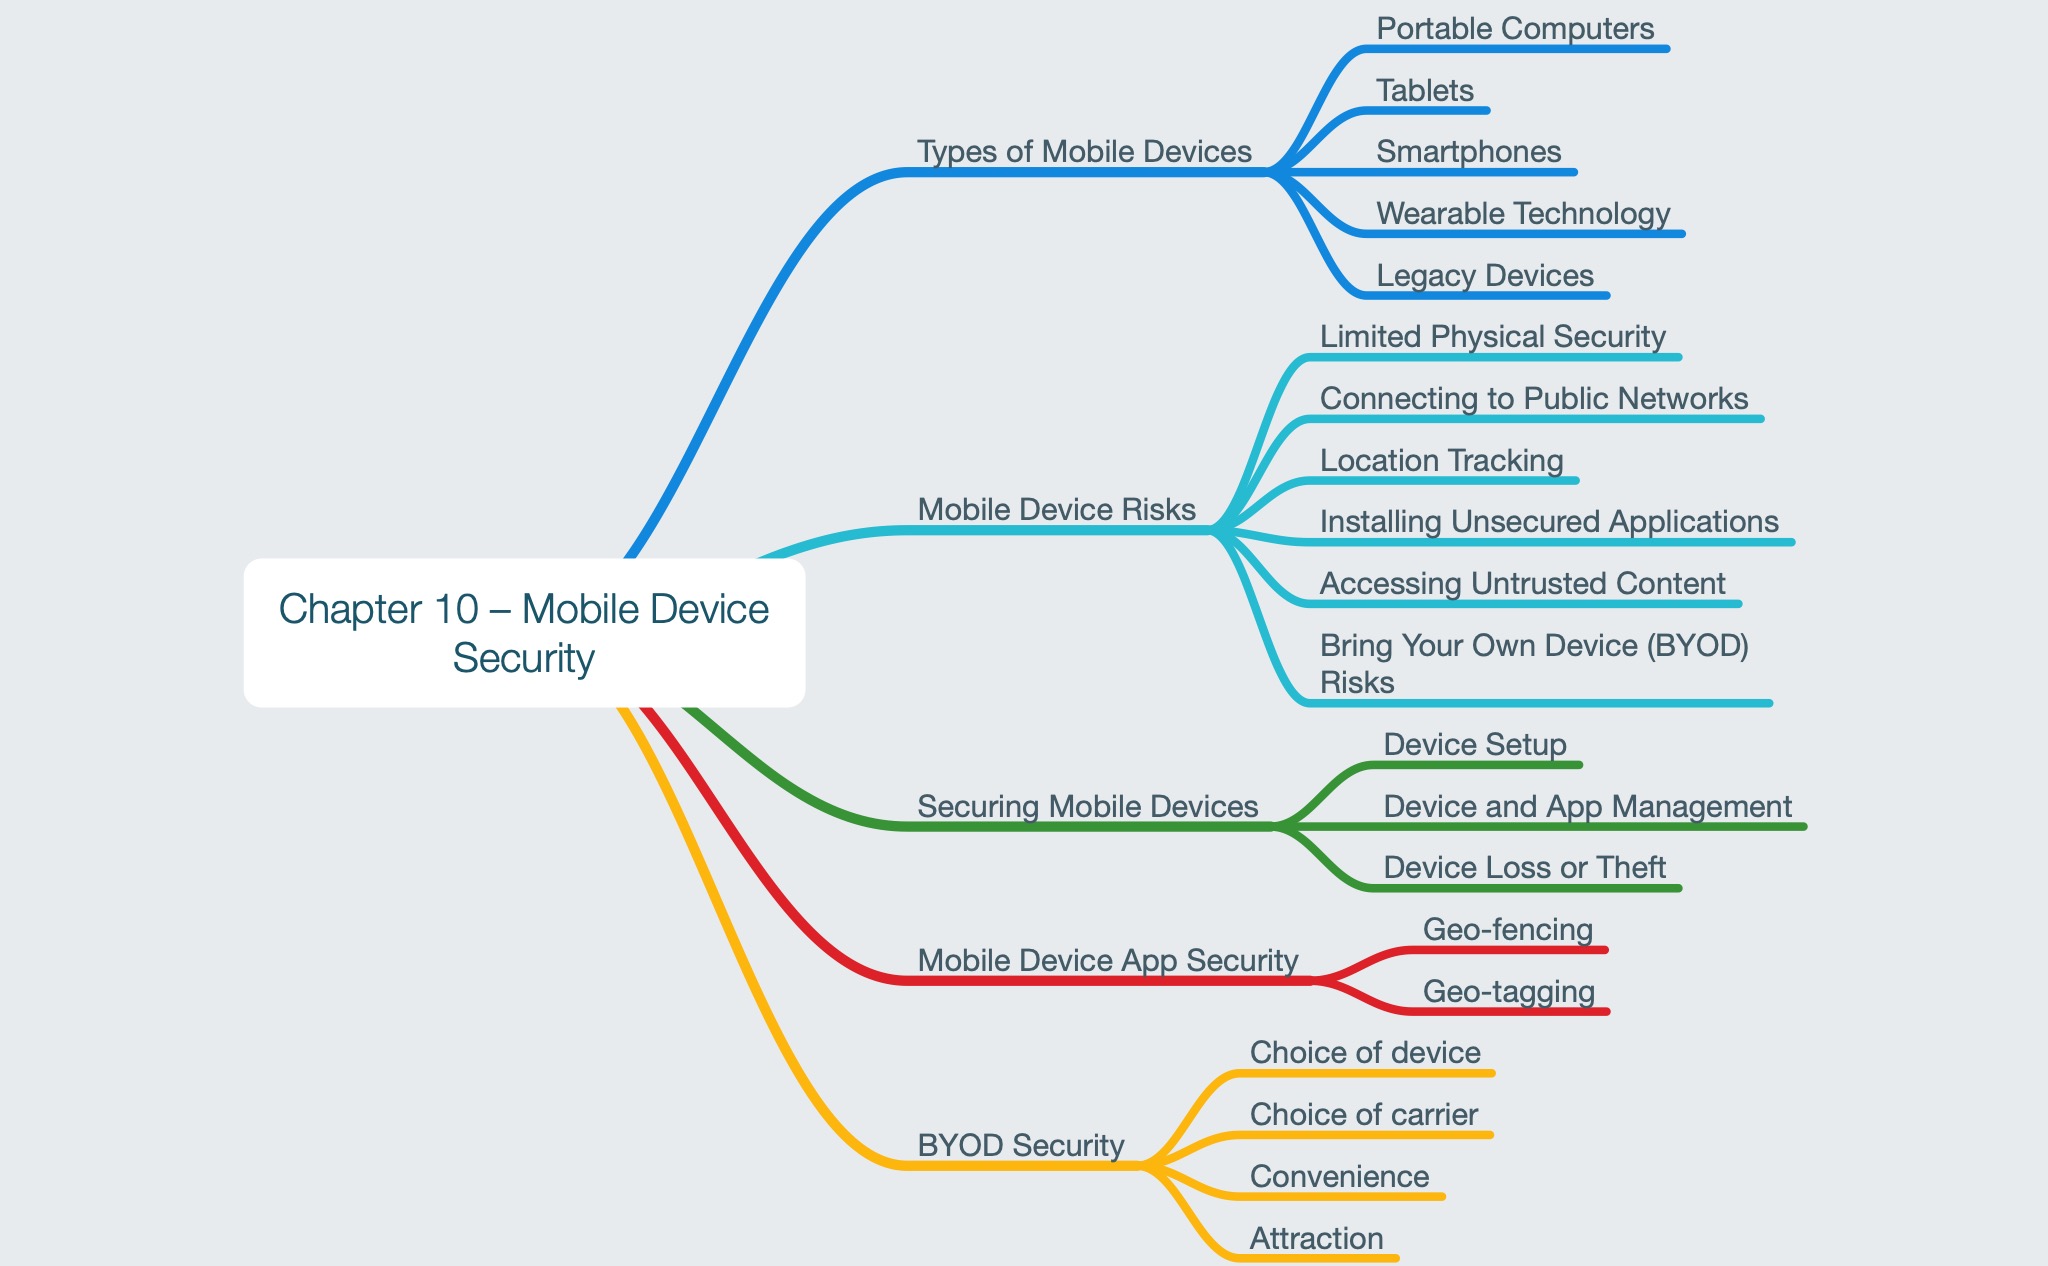 Chapter 10 – Mobile Device
Security
Types of Mobile Devices
Portable Computers
Tablets
Smartphones
Wearable Technology
Legacy Devices
Mobile Device Risks
Limited Physical Security
Connecting to Public Networks
Location Tracking
Installing Unsecured Applications
Accessing Untrusted Content
Bring Your Own Device (BYOD)
Risks
Securing Mobile Devices
Device Setup
Device and App Management
Device Loss or Theft
Mobile Device App Security
Geo-fencing
Geo-tagging
BYOD Security
Choice of device
Choice of carrier
Convenience
Attraction